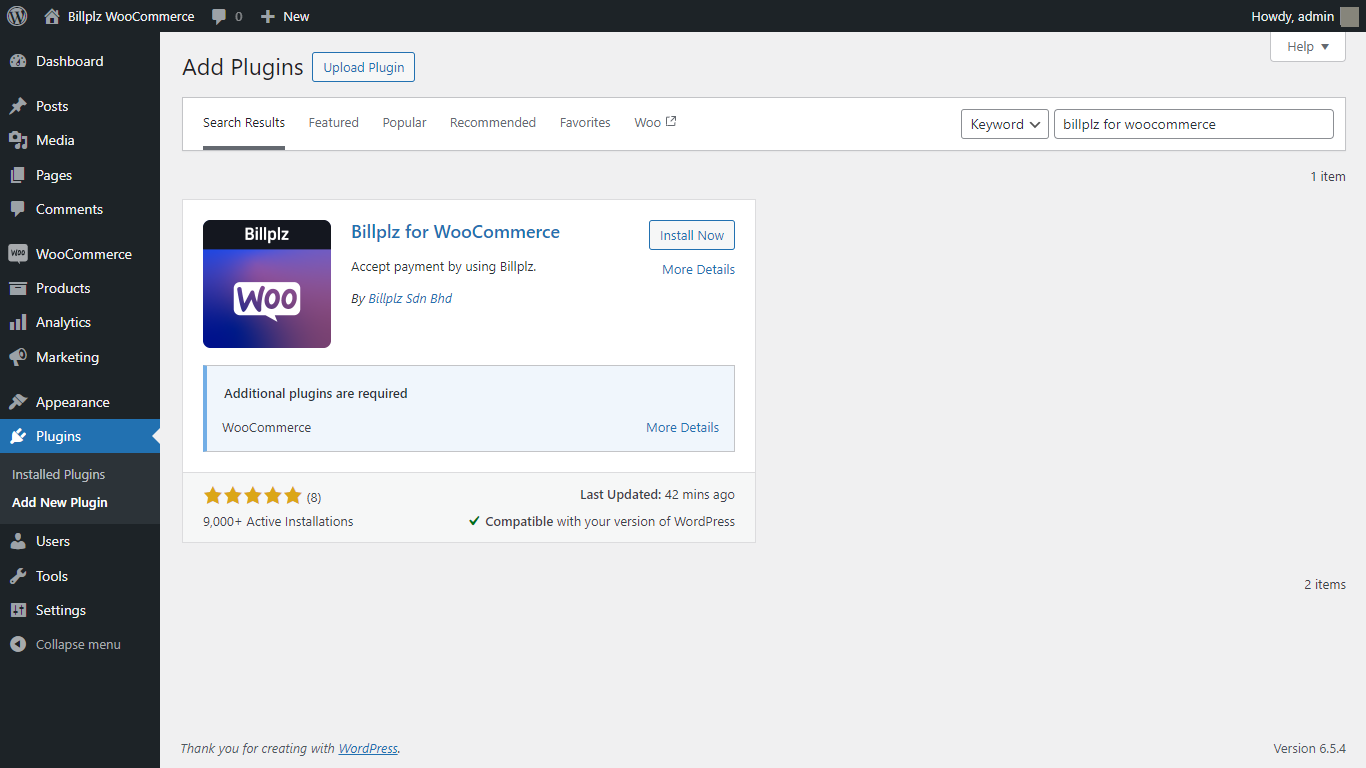 Billplz WooCommerce 0 New Howdy, admin
Help
Dashboard
Posts
Media
Pages
Comments
WooCommerce
Products
Analytics
Marketing
Appearance
Plugins
Installed Plugins
Add New Plugin
Users
Tools
Settings
Collapse menu
Add Plugins Upload Plugin
Search Results Featured Popular Recommended Favorites Woo Keyword billplz for woocommerce
1 item
Billplz
Woo
Billplz for WooCommerce
Install Now
Accept payment by using Billplz.
More Details
By Billplz Sdn Bhd
Additional plugins are required
WooCommerce More Details
(8) Last Updated: 42 mins ago
9,000+ Active Installations Compatible with your version of WordPress
2 items
Thank you for creating with WordPress. Version 6.5.4